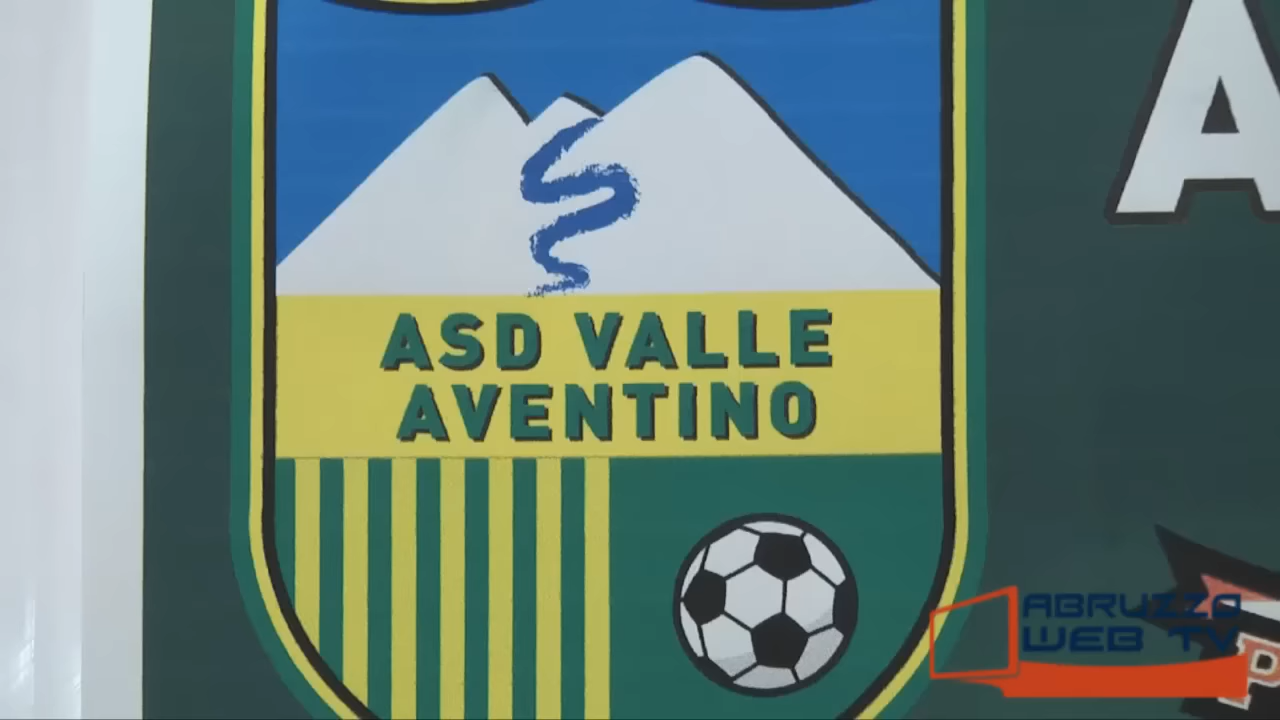 A
ASD VALLE
AVENTINO
ABRUZZO
WEB TV
P